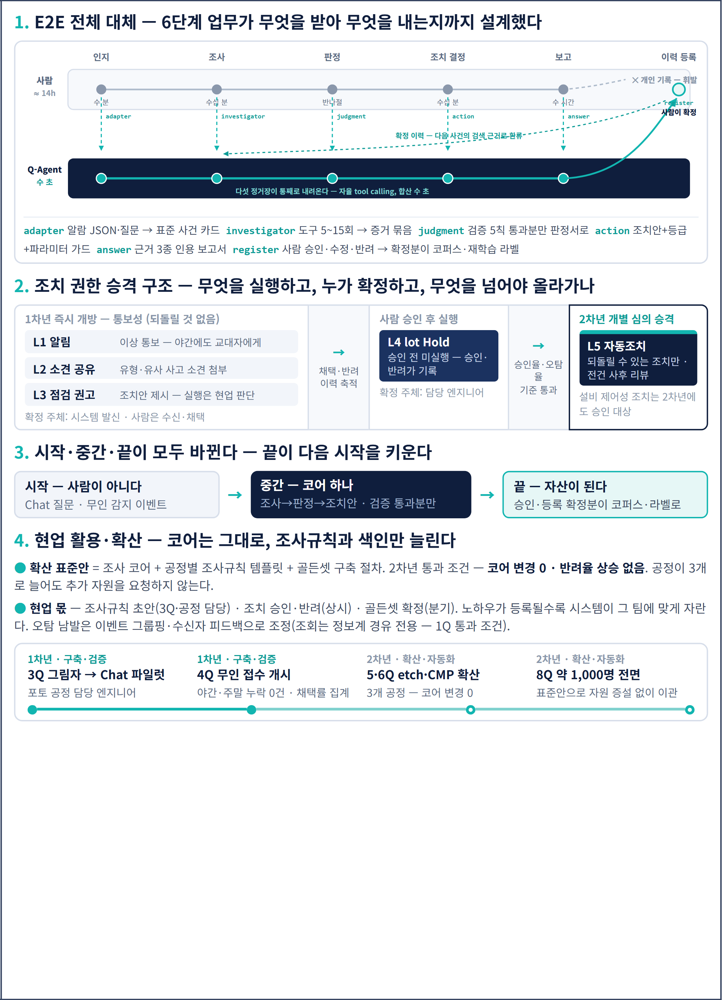 1. E2E 전체 대체 — 6단계 업무가 무엇을 받아 무엇을 내는지까지 설계했다
인지 조사 판정 조치 결정 보고 이력 등록
사람
≈ 14h
× 개인 기록 — 휘발
수 분 수십 분 반나절 수십 분 수 시간
register
사람이 확정
adapter investigator judgment action answer
확정 이력 — 다음 사건의 검색 근거로 환류
Q-Agent
수 초
다섯 정거장이 통째로 내려온다 — 자율 tool calling, 합산 수 초
adapter 알람 JSON·질문 → 표준 사건 카드 investigator 도구 5~15회 → 증거 묶음 judgment 검증 5칙 통과분만 판정서로 action 조치안+등급
+파라미터 가드 answer 근거 3종 인용 보고서 register 사람 승인·수정·반려 → 확정분이 코퍼스·재학습 라벨
2. 조치 권한 승격 구조 — 무엇을 실행하고, 누가 확정하고, 무엇을 넘어야 올라가나
1차년 즉시 개방 — 통보성 (되돌릴 것 없음)
L1 알림 이상 통보 — 야간에도 교대자에게
L2 소견 공유 유형·유사 사고 소견 첨부
L3 점검 권고 조치안 제시 — 실행은 현업 판단
확정 주체: 시스템 발신 · 사람은 수신·채택
→
채택·반려
이력 축적
사람 승인 후 실행
L4 lot Hold
승인 전 미실행 — 승인·
반려가 기록
확정 주체: 담당 엔지니어
→
승인율·오탐
율
기준 통과
2차년 개별 심의 승격
L5 자동조치
되돌릴 수 있는 조치만 ·
전건 사후 리뷰
설비 제어성 조치는 2차년에
도 승인 대상
3. 시작·중간·끝이 모두 바뀐다 — 끝이 다음 시작을 키운다
시작 — 사람이 아니다
Chat 질문 · 무인 감지 이벤트
→
중간 — 코어 하나
조사→판정→조치안 · 검증 통과분만
→
끝 — 자산이 된다
승인·등록 확정분이 코퍼스·라벨로
4. 현업 활용·확산 — 코어는 그대로, 조사규칙과 색인만 늘린다
● 확산 표준안 = 조사 코어 + 공정별 조사규칙 템플릿 + 골든셋 구축 절차. 2차년 통과 조건 — 코어 변경 0 · 반려율 상승 없음. 공정이 3개
로 늘어도 추가 자원을 요청하지 않는다.
● 현업 몫 — 조사규칙 초안(3Q·공정 담당) · 조치 승인·반려(상시) · 골든셋 확정(분기). 노하우가 등록될수록 시스템이 그 팀에 맞게 자란
다. 오탐 남발은 이벤트 그룹핑·수신자 피드백으로 조정(조회는 정보계 경유 전용 — 1Q 통과 조건).
1차년 · 구축·검증
3Q 그림자 → Chat 파일럿
포토 공정 담당 엔지니어
1차년 · 구축·검증
4Q 무인 접수 개시
야간·주말 누락 0건 · 채택률 집계
2차년 · 확산·자동화
5·6Q etch·CMP 확산
3개 공정 — 코어 변경 0
2차년 · 확산·자동화
8Q 약 1,000명 전면
표준안으로 자원 증설 없이 이관